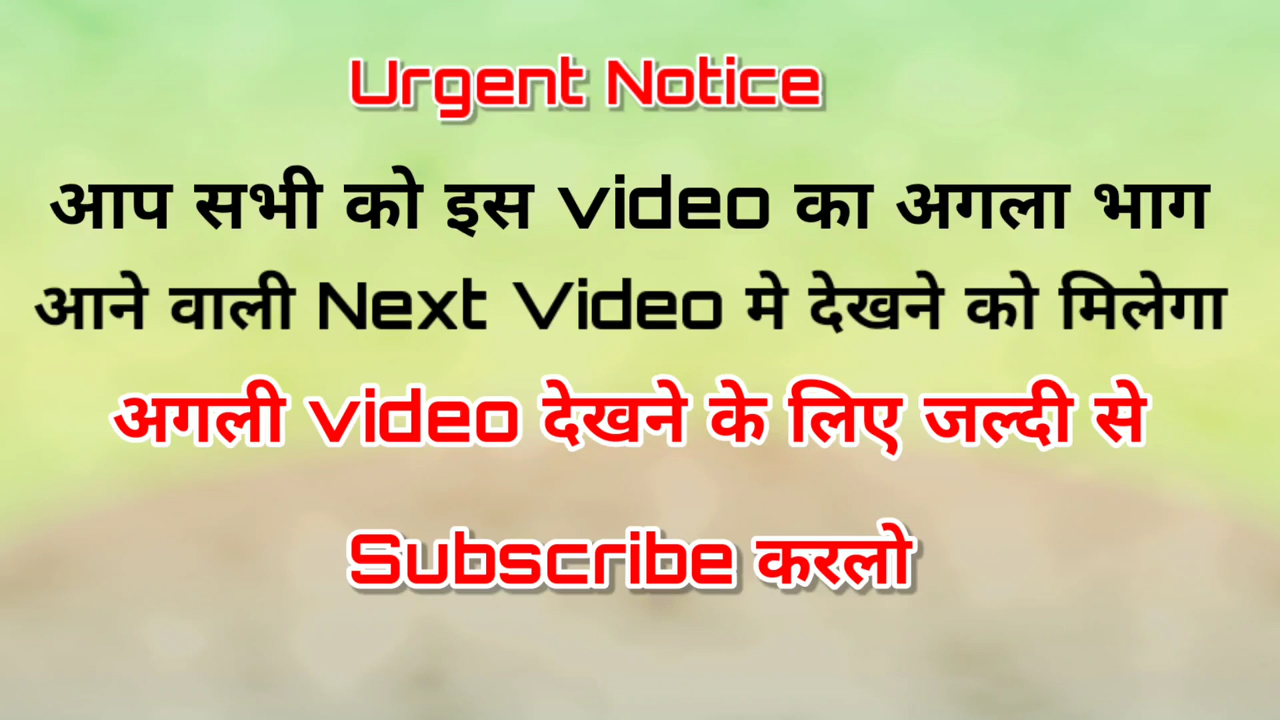 Urgent Notice
आप सभी को इस video का अगला भाग
आने वाली Next Video मे देखने को मिलेगा
अगली video देखने के लिए जल्दी से
Subscribe करलो